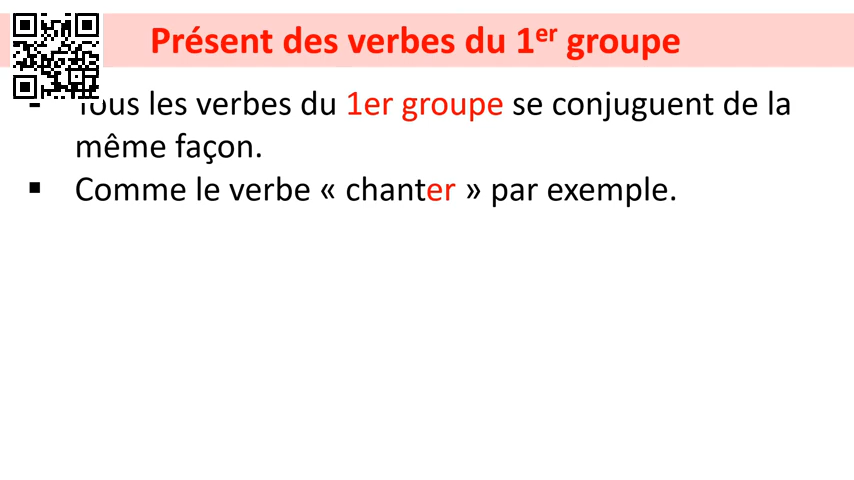 Présent des verbes du 1er groupe
Tous les verbes du 1er groupe se conjuguent de la
même façon.
▪ Comme le verbe « chanter » par exemple.